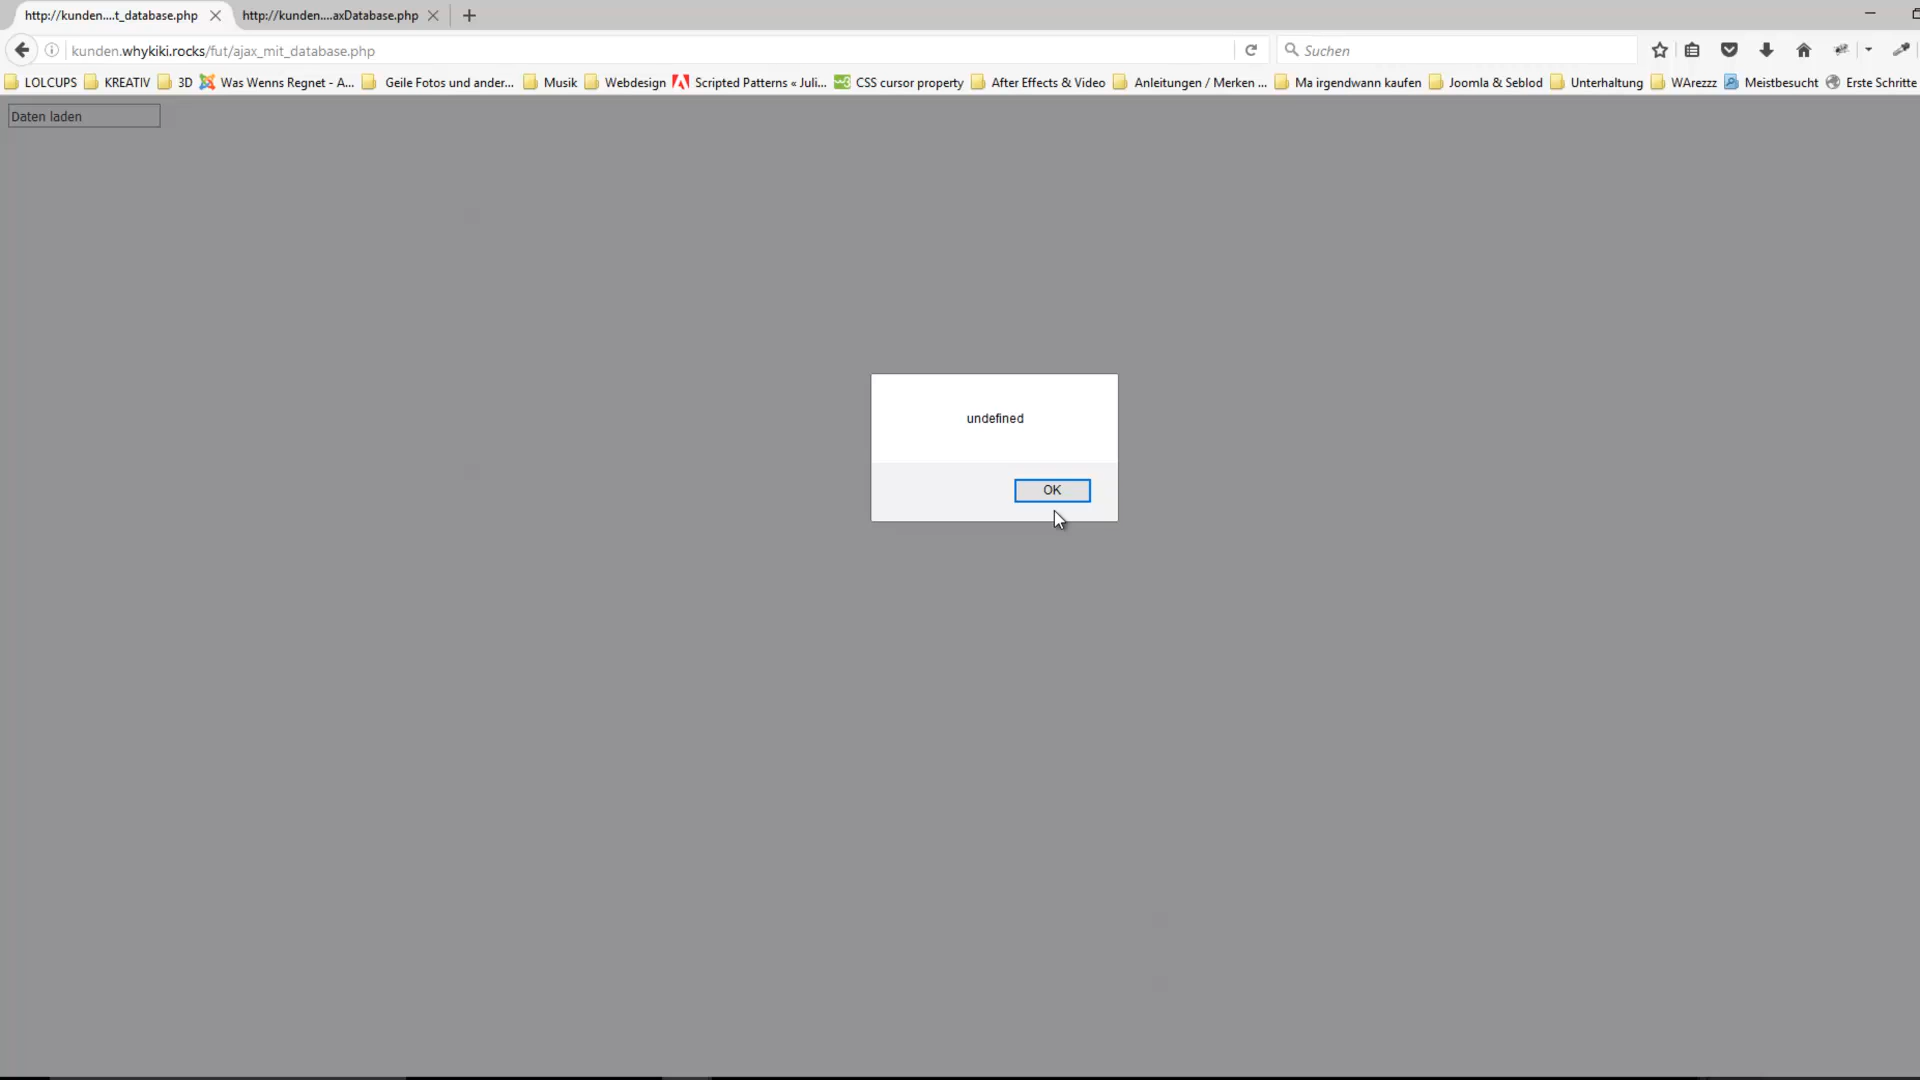 http://kunden....t_database.php
http://kunden....axDatabase.php
kunden.whykiki.rocks/fut/ajax_mit_database.php
Suchen
LOLCUPS KREATIV 3D Was Wenns Regnet - A... Geile Fotos und ander... Musik Webdesign Scripted Patterns « Juli... w3 CSS cursor property After Effects & Video Anleitungen / Merken ... Ma irgendwann kaufen Joomla & Seblod Unterhaltung WArezzz Meistbesucht Erste Schritte
Daten laden
undefined
OK